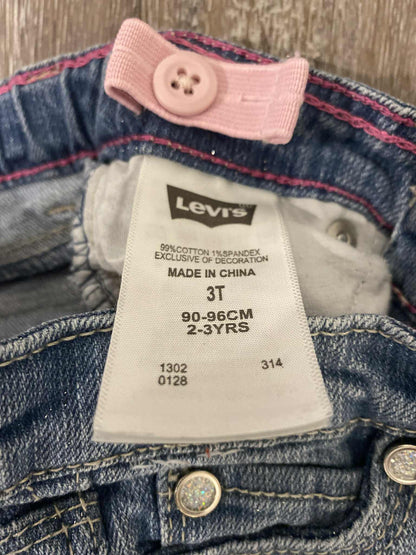 Levi's
99%COTTON 1%SPANDEX
EXCLUSIVE OF DECORATION
MADE IN CHINA
3T
90-96CM
2-3YRS
1302 314
0128